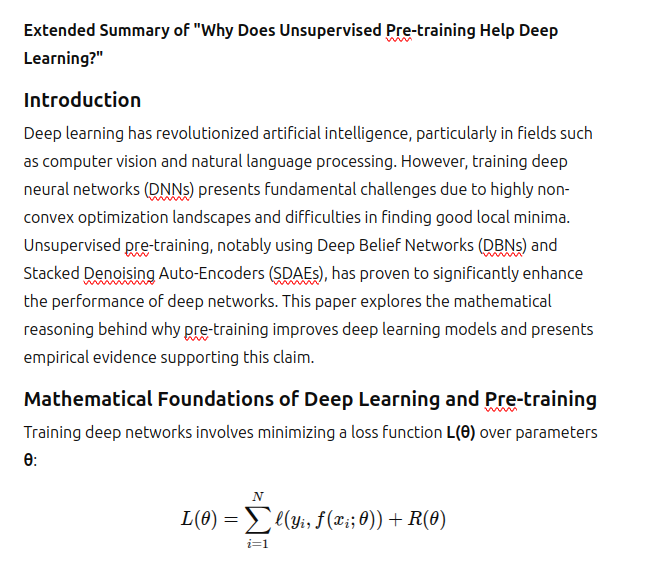 Extended Summary of "Why Does Unsupervised Pre-training Help Deep
Learning?"
Introduction
Deep learning has revolutionized artificial intelligence, particularly in fields such
as computer vision and natural language processing. However, training deep
neural networks (DNNs) presents fundamental challenges due to highly non-
convex optimization landscapes and difficulties in finding good local minima.
Unsupervised pre-training, notably using Deep Belief Networks (DBNs) and
Stacked Denoising Auto-Encoders (SDAEs), has proven to significantly enhance
the performance of deep networks. This paper explores the mathematical
reasoning behind why pre-training improves deep learning models and presents
empirical evidence supporting this claim.
Mathematical Foundations of Deep Learning and Pre-training
Training deep networks involves minimizing a loss function L(θ) over parameters
θ:
L(θ) = ∑_{i=1}^{N} ℓ(y_i, f(x_i; θ)) + R(θ)